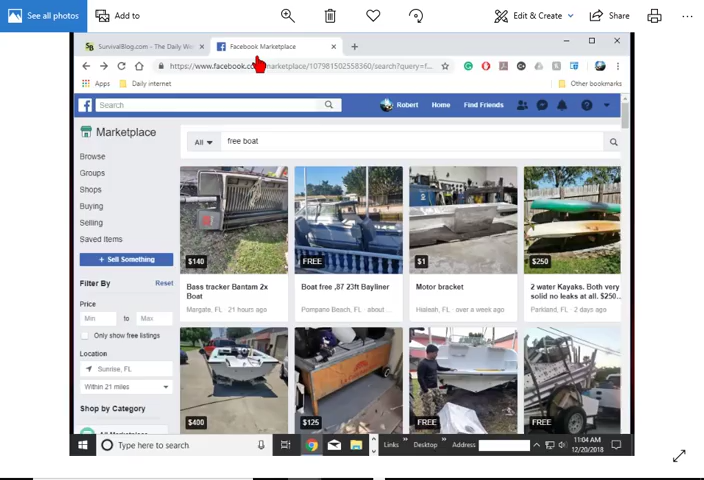 See all photos
Add to
Edit & Create
Share
SurvivalBlog.com - The Daily W
Facebook Marketplace
https://www.facebook.co
marketplace/107981502558360/search?query=f...
Apps
Daily internet
Other bookmarks
Search
Robert
Home
Find Friends
Marketplace
All
free boat
Browse
Groups
Shops
Buying
Selling
Saved Items
+ Sell Something
Filter By
Reset
Price
Min
to
Max
Only show free listings
Location
Sunrise, FL
Within 21 miles
Shop by Category
All Marketplace
$140
FREE
$1
$250
Bass tracker Bantam 2x
Boat
Margate, FL · 21 hours ago
Boat free ,87 23ft Bayliner
Pompano Beach, FL · about ...
Motor bracket
Hialeah, FL · over a week ago
2 water Kayaks. Both very
solid no leaks at all. $250...
Parkland, FL · 2 days ago
$400
$125
FREE
FREE
Type here to search
Links
Desktop
Address
11:04 AM
12/20/2018